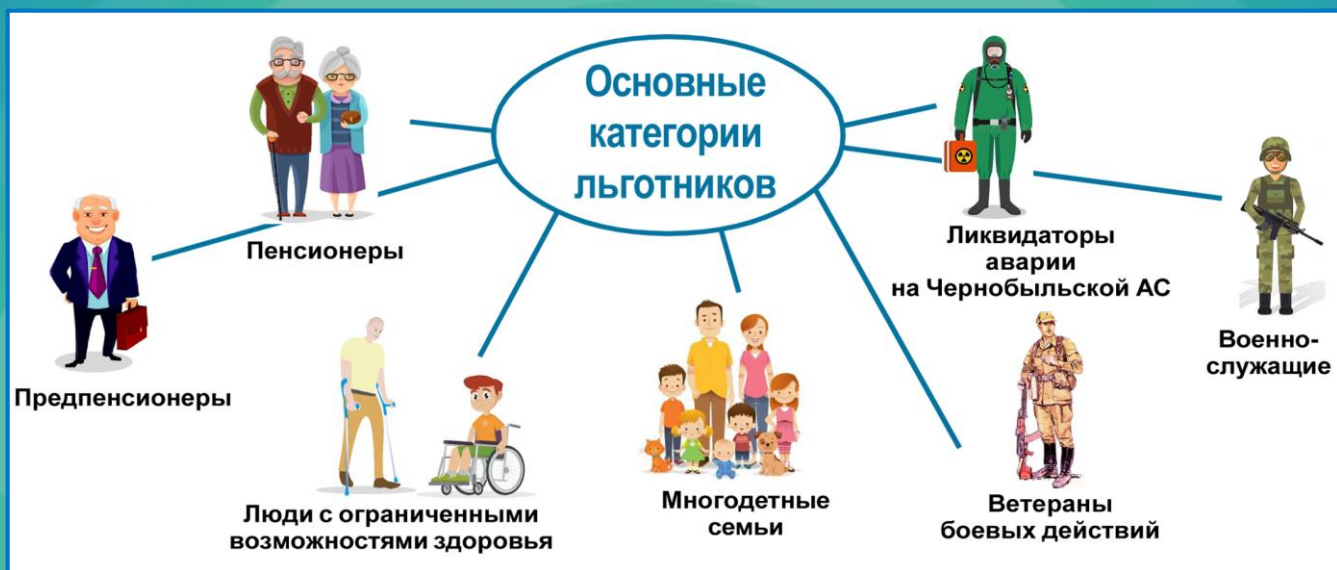 Основные
категории
льготников
Пенсионеры
Предпенсионеры
Люди с ограниченными
возможностями здоровья
Многодетные
семьи
Ветераны
боевых действий
Ликвидаторы
аварии
на Чернобыльской АС
Военно-
служащие